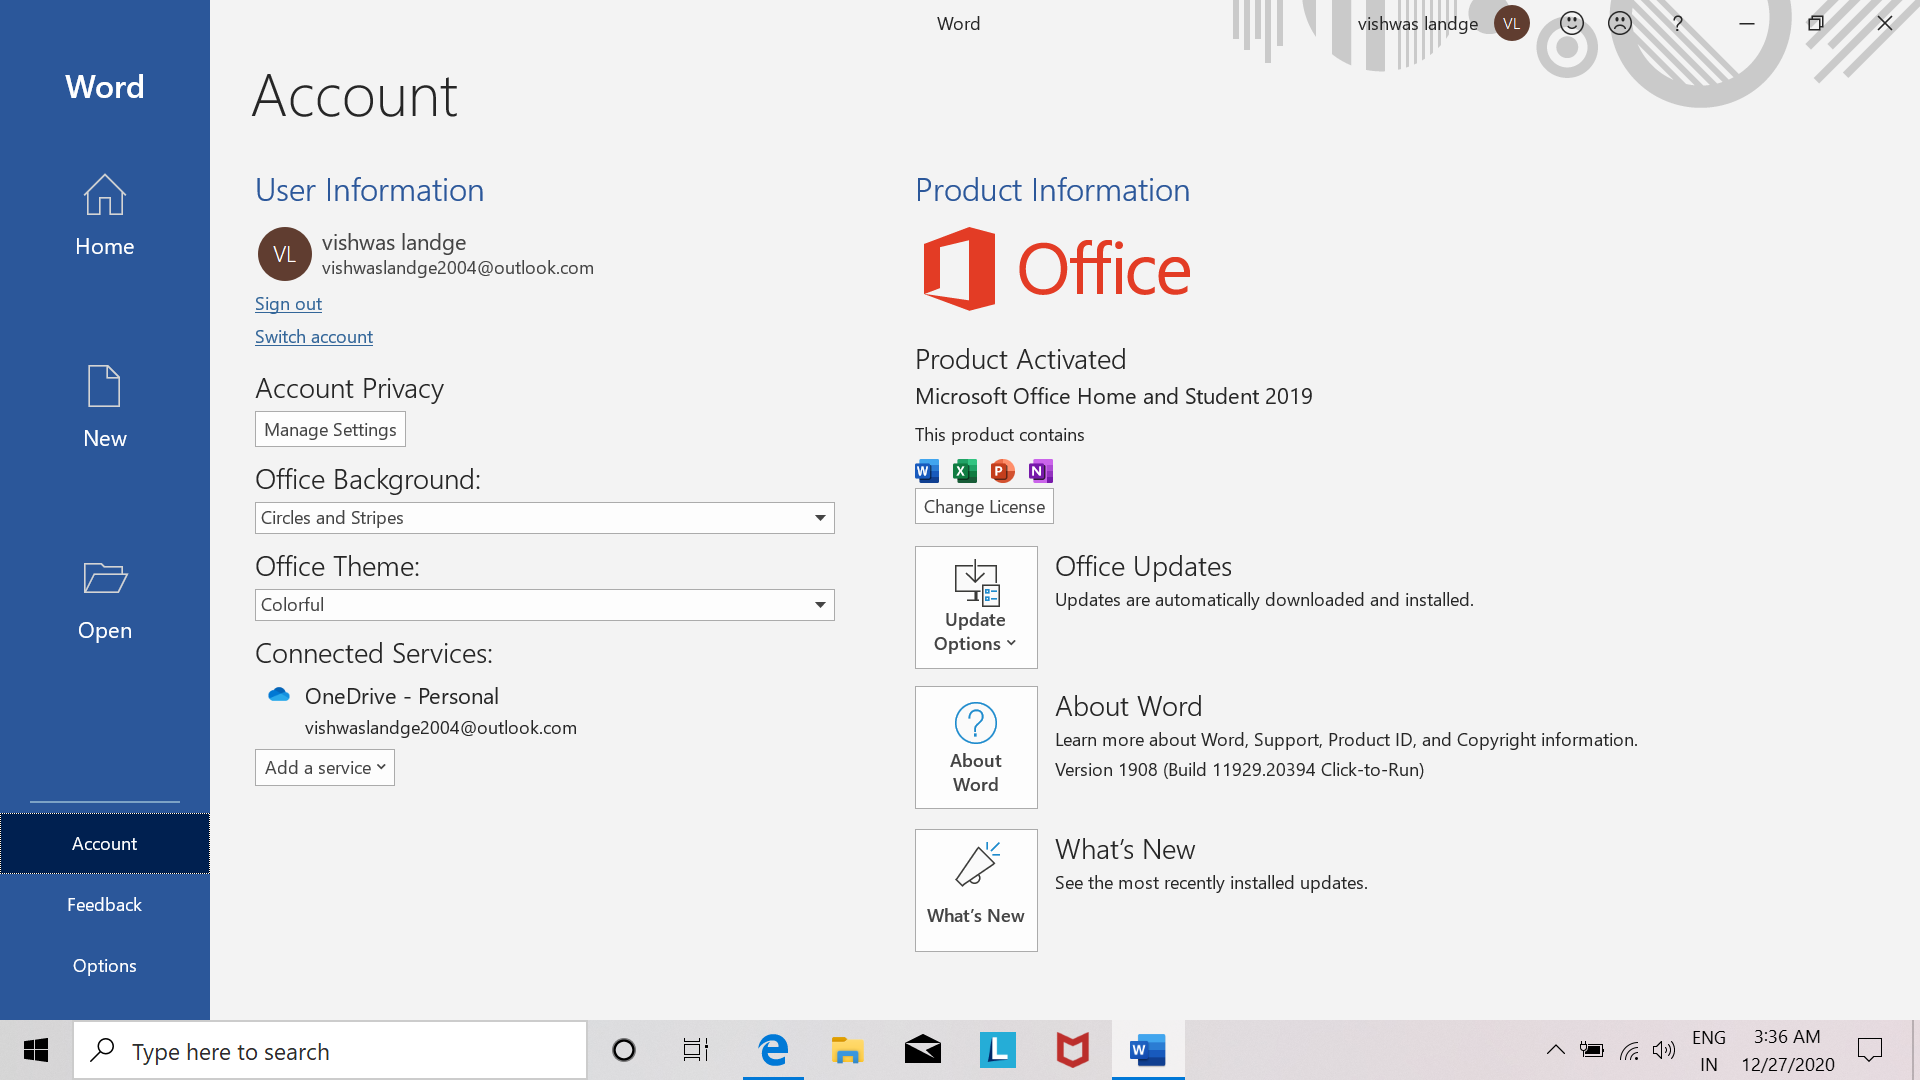 Word
vishwas landge VL
?
Word
Home
New
Open
Account
Feedback
Options
Account
User Information
VL
vishwas landge
vishwaslandge2004@outlook.com
Sign out
Switch account
Account Privacy
Manage Settings
Office Background:
Circles and Stripes
Office Theme:
Colorful
Connected Services:
OneDrive - Personal
vishwaslandge2004@outlook.com
Add a service
Product Information
Office
Product Activated
Microsoft Office Home and Student 2019
This product contains
W X P N
Change License
Update
Options
Office Updates
Updates are automatically downloaded and installed.
?
About
Word
About Word
Learn more about Word, Support, Product ID, and Copyright information.
Version 1908 (Build 11929.20394 Click-to-Run)
What's New
What's New
See the most recently installed updates.
Type here to search
L
W
ENG
IN
3:36 AM
12/27/2020